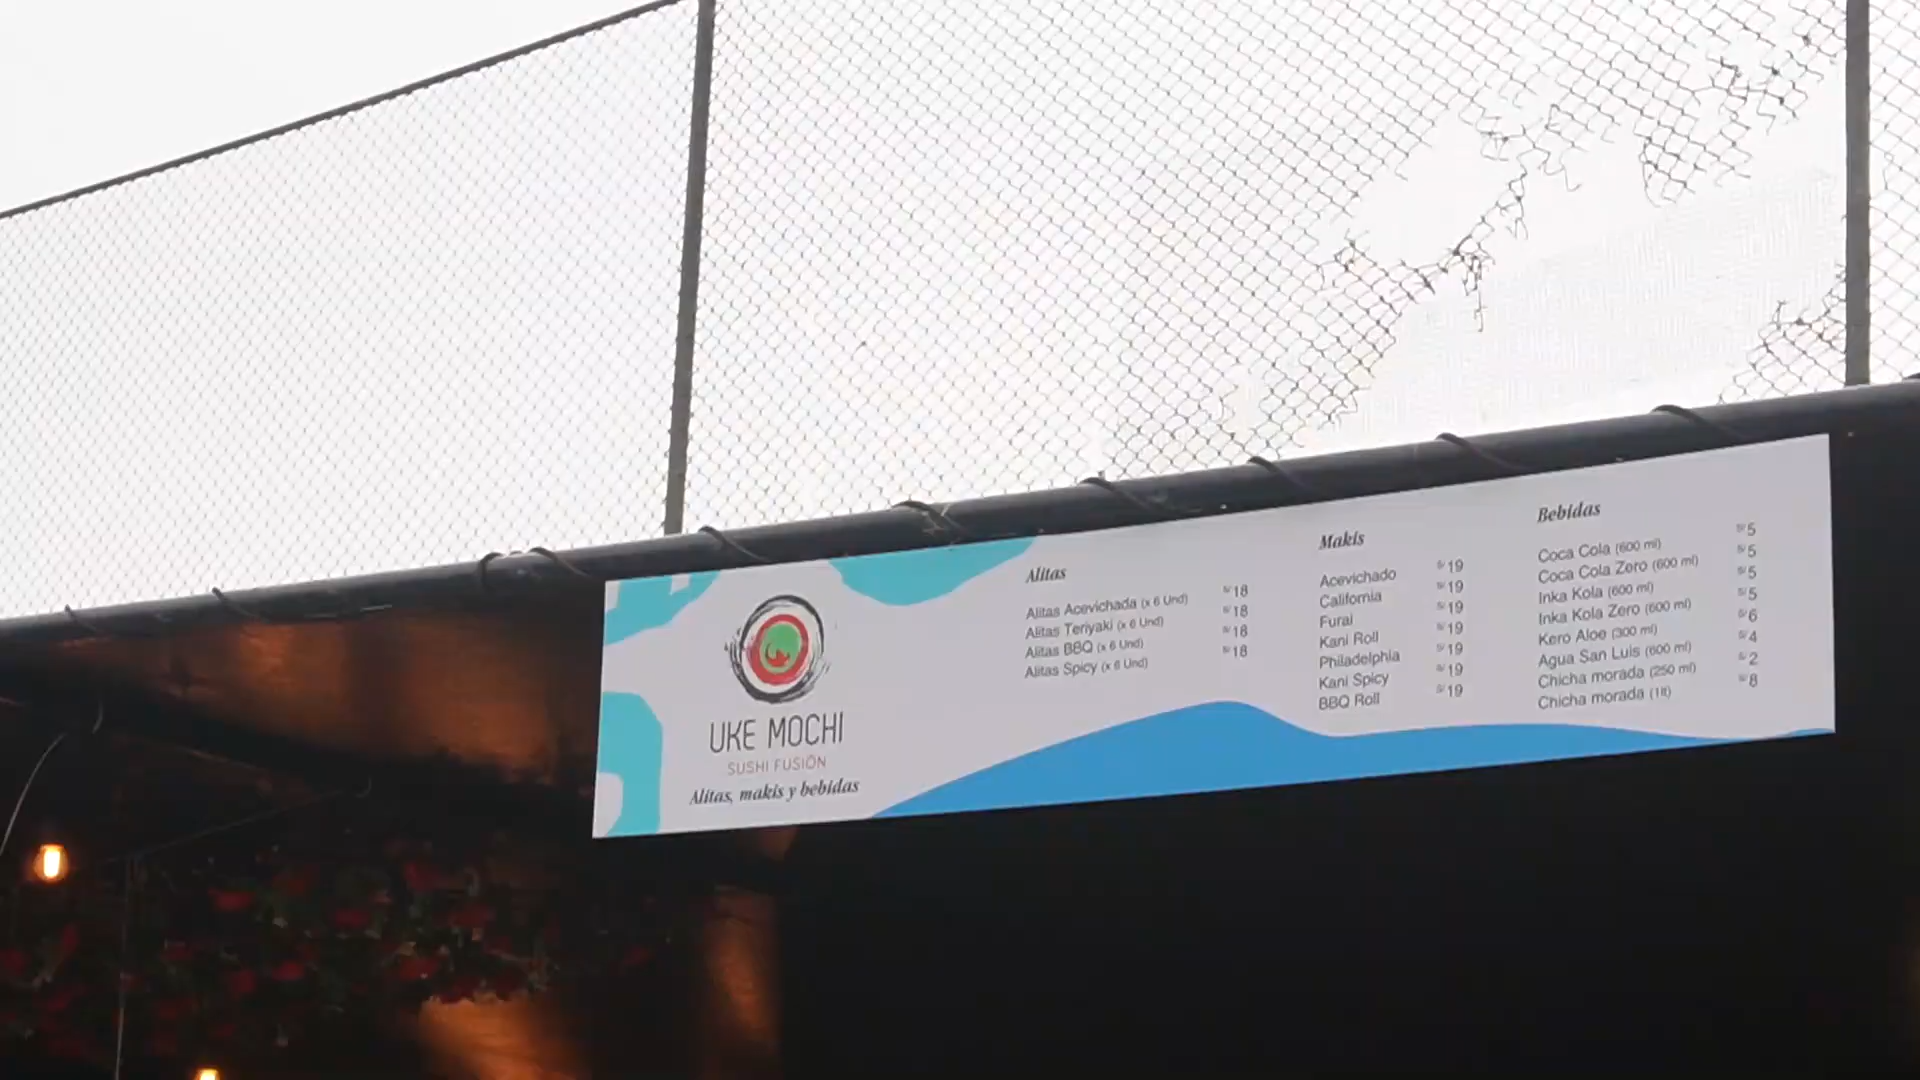 UKE MOCHI
SUSHI FUSIÓN
Alitas, makis y bebidas
Alitas
Alitas Acevichada (x 6 Und) S/ 18
Alitas Teriyaki (x 6 Und) S/ 18
Alitas BBQ (x 6 Und) S/ 18
Alitas Spicy (x 6 Und) S/ 18
Makis
Acevichado S/ 19
California S/ 19
Furai S/ 19
Kani Roll S/ 19
Philadelphia S/ 19
Kani Spicy S/ 19
BBQ Roll S/ 19
Bebidas
Coca Cola (600 ml) S/ 5
Coca Cola Zero (600 ml) S/ 5
Inka Kola (600 ml) S/ 5
Inka Kola Zero (600 ml) S/ 5
Kero Aloe (300 ml) S/ 6
Agua San Luis (600 ml) S/ 4
Chicha morada (250 ml) S/ 2
Chicha morada (1lt) S/ 8